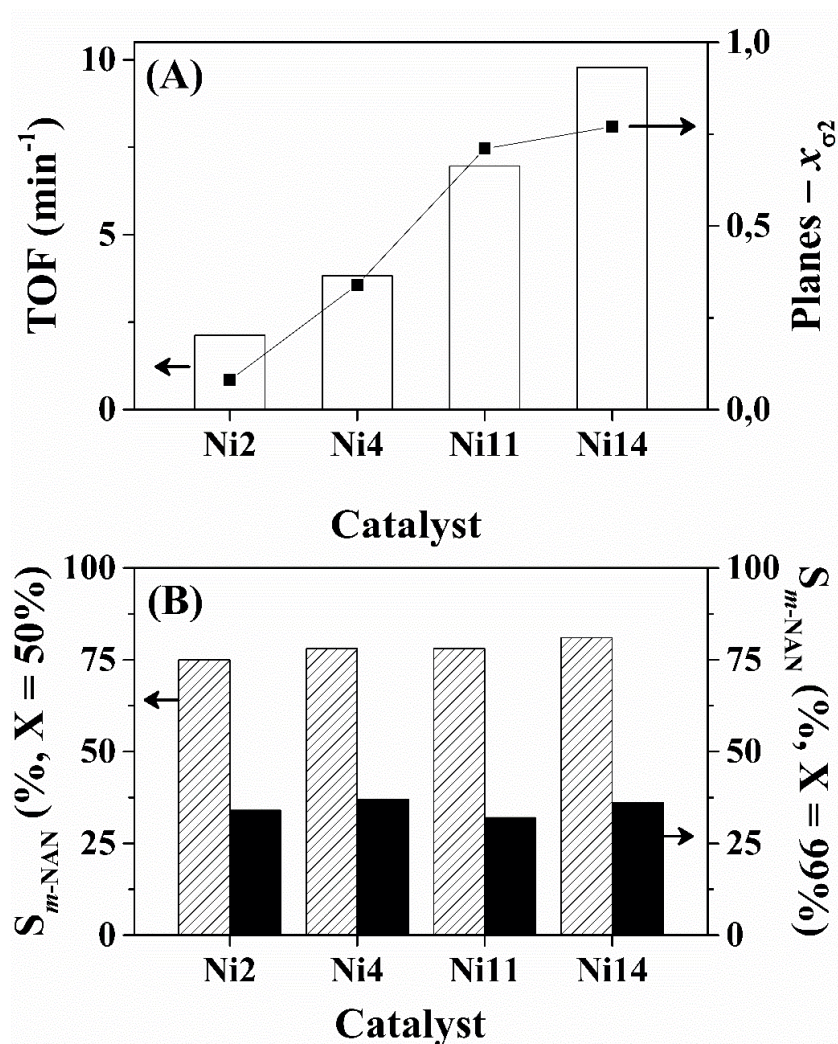 (A)
TOF (min⁻¹)
10
5
0
1,0
0,5
0,0
Planes – xσ2
Ni2 Ni4 Ni11 Ni14
Catalyst
(B)
Sm-NAN (%, X = 50%)
100
75
50
25
0
100
75
50
25
0
Sm-NAN (%, X = 99%)
Ni2 Ni4 Ni11 Ni14
Catalyst